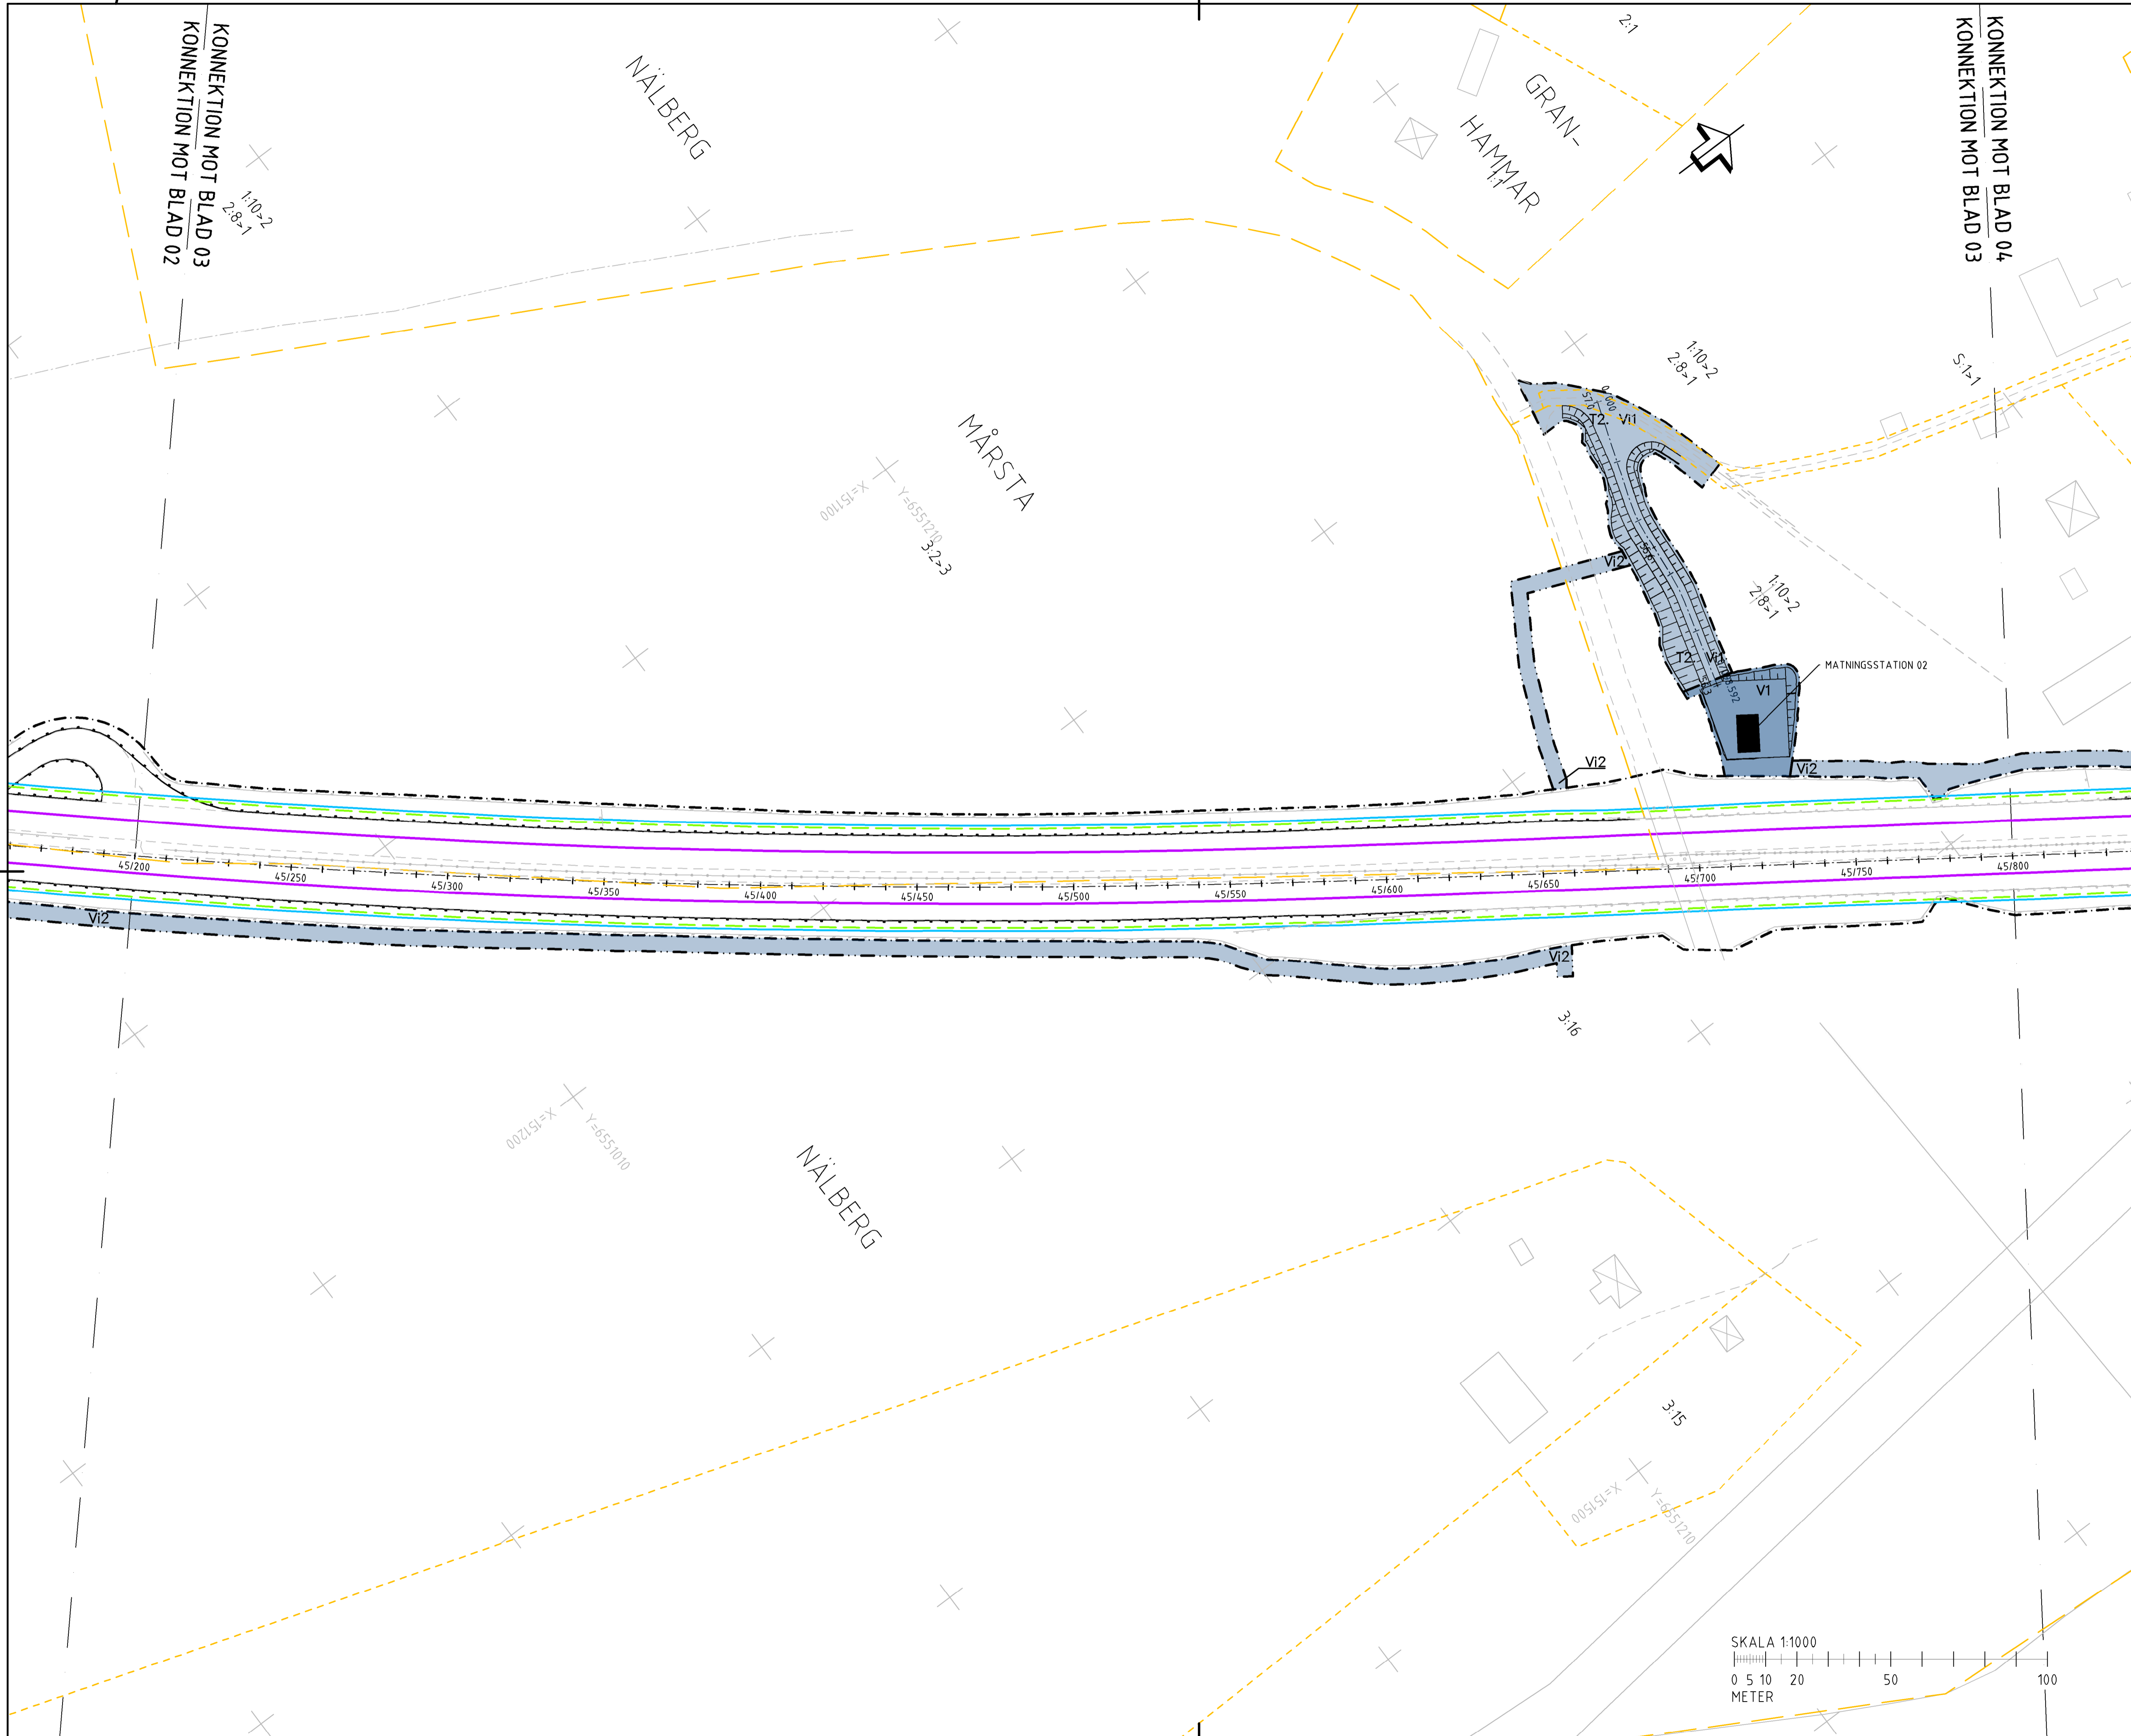 KONNEKTION MOT BLAD 03
KONNEKTION MOT BLAD 02
1:10>2
2:8>1
NÄLBERG
2:1
GRAN-
HAMMAR
1:1
KONNEKTION MOT BLAD 04
KONNEKTION MOT BLAD 03
1:10>2
2:8>1
S:1>1
MÅRSTA
X=151100
Y=6551210
3:2>3
T2. Vi1
Vi2
1:10>2
2:8>1
T2. Vi1
MATNINGSSTATION 02
V1
Vi2
Vi2
45/200
45/250
45/300
45/350
45/400
45/450
45/500
45/550
45/600
45/650
45/700
45/750
45/800
Vi2
Vi2
3:16
X=151200
Y=6551010
NÄLBERG
3:15
X=151500
Y=6551210
SKALA 1:1000
0 5 10 20 50 100
METER